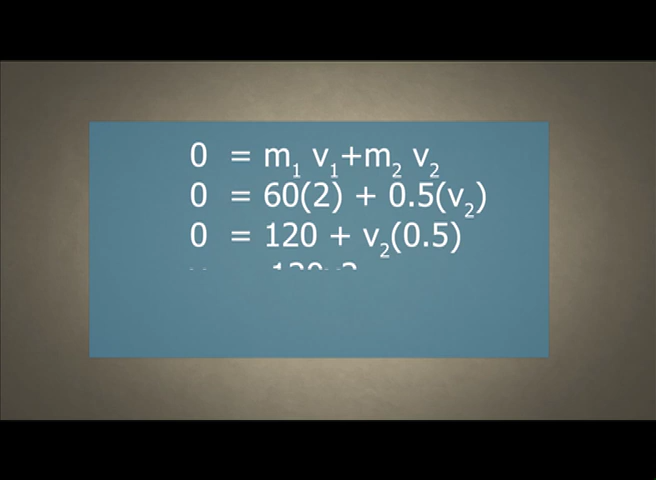 0 = m₁ v₁+m₂ v₂
0 = 60(2) + 0.5(v₂)
0 = 120 + v₂(0.5)